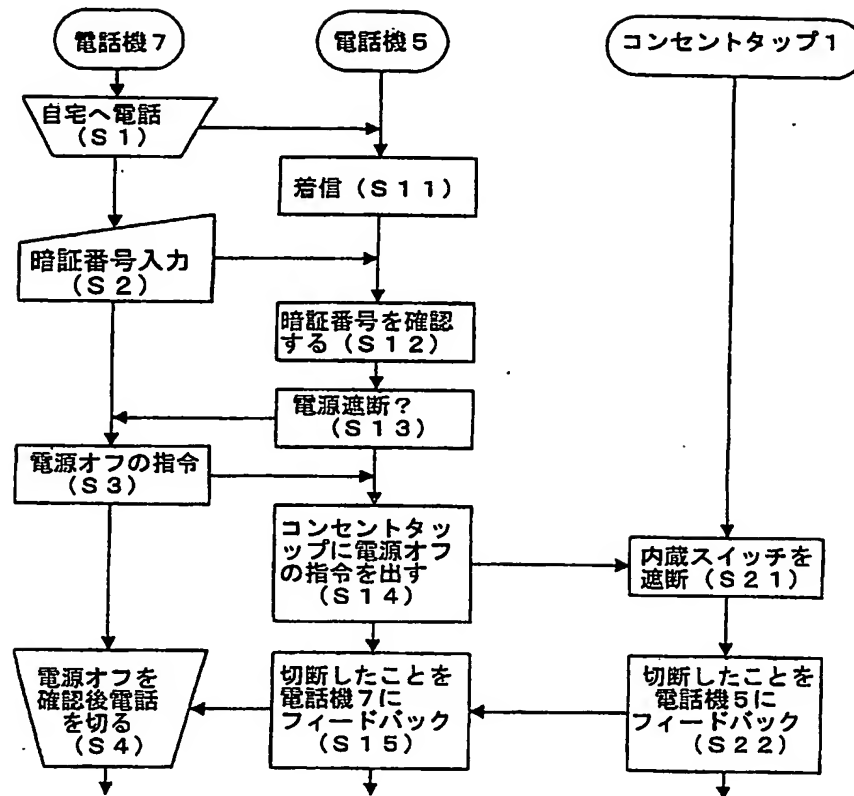 電話機7
電話機5
コンセントタップ1
自宅へ電話
(S1)
着信(S11)
暗証番号入力
(S2)
暗証番号を確認
する(S12)
電源遮断?
(S13)
電源オフの指令
(S3)
コンセントタッ
ップに電源オフ
の指令を出す
(S14)
内蔵スイッチを
遮断(S21)
電源オフを
確認後電話
を切る
(S4)
切断したことを
電話機7に
フィードバック
(S15)
切断したことを
電話機5に
フィードバック
(S22)